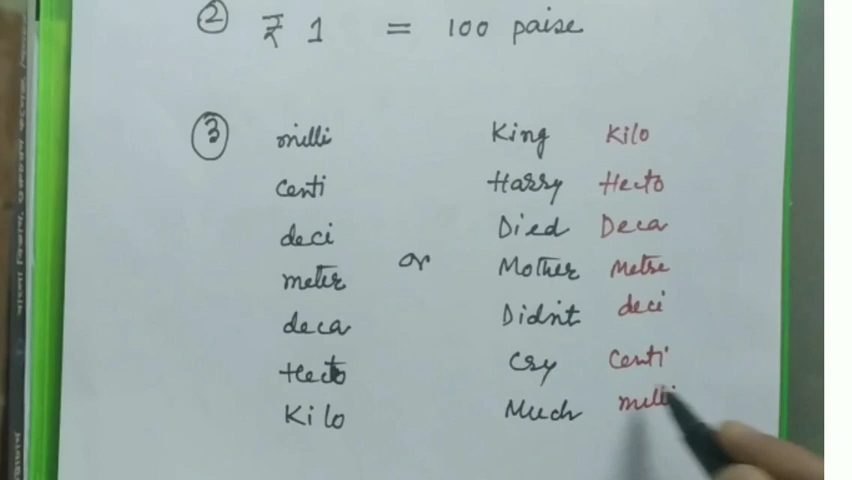 ② ₹ 1 = 100 paise
③ milli King Kilo
centi Harry Hecto
deci Died Deca
or
meter Mother Metre
deca Didn't deci
Hecto Cry Centi
Kilo Much milli